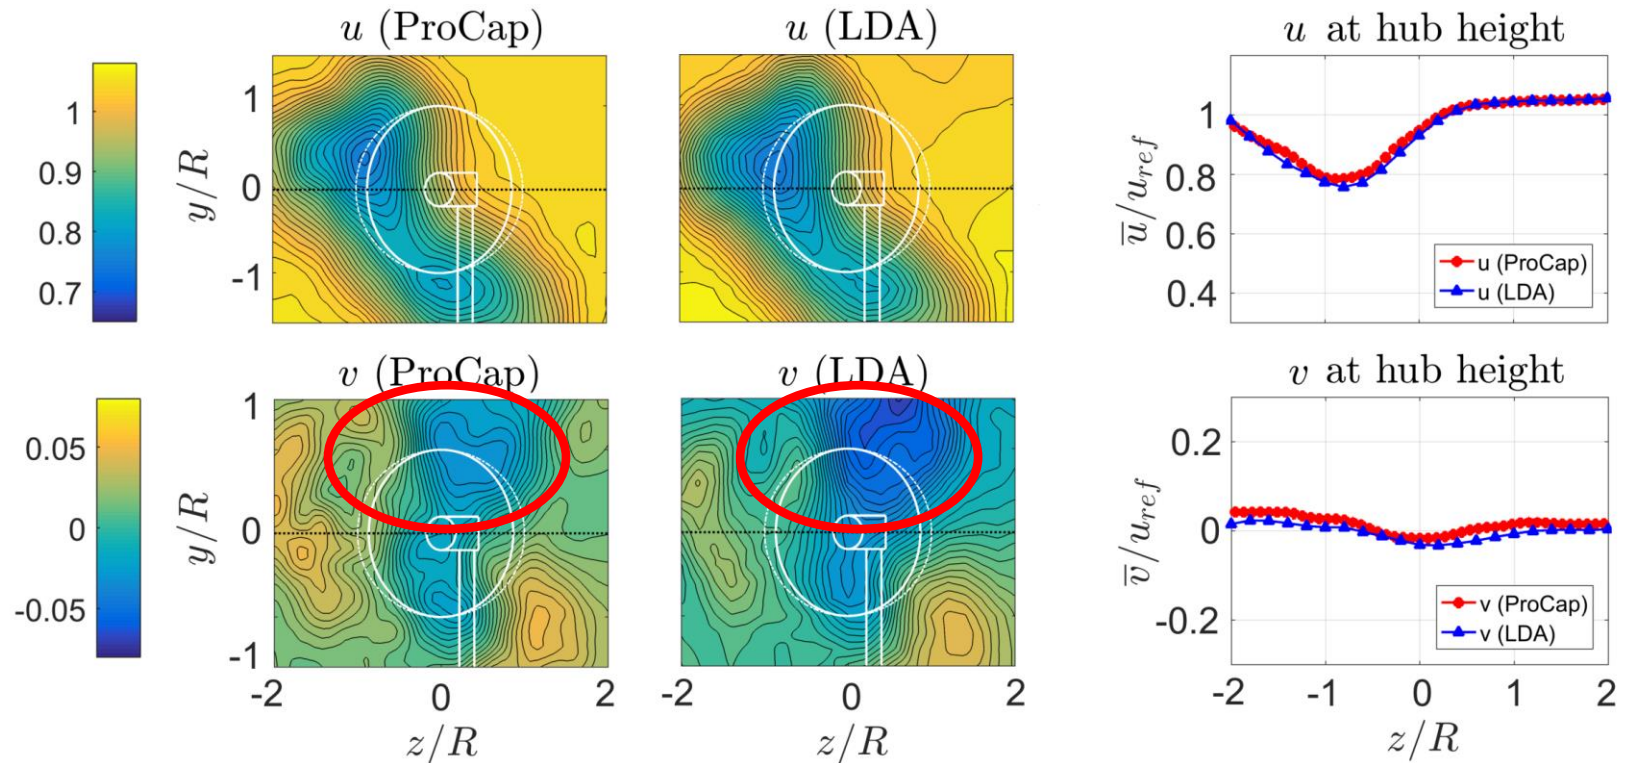 u (ProCap)
u (LDA)
u at hub height
1
0.9
0.8
0.7
y/R
1
0
-1
u̅/u_ref
1
0.8
0.6
0.4
u (ProCap)
u (LDA)
v (ProCap)
v (LDA)
v at hub height
0.05
0
-0.05
y/R
1
0
-1
-2
0
2
z/R
-2
0
2
z/R
v̅/u_ref
0.2
0
-0.2
v (ProCap)
v (LDA)
-2
-1
0
1
2
z/R